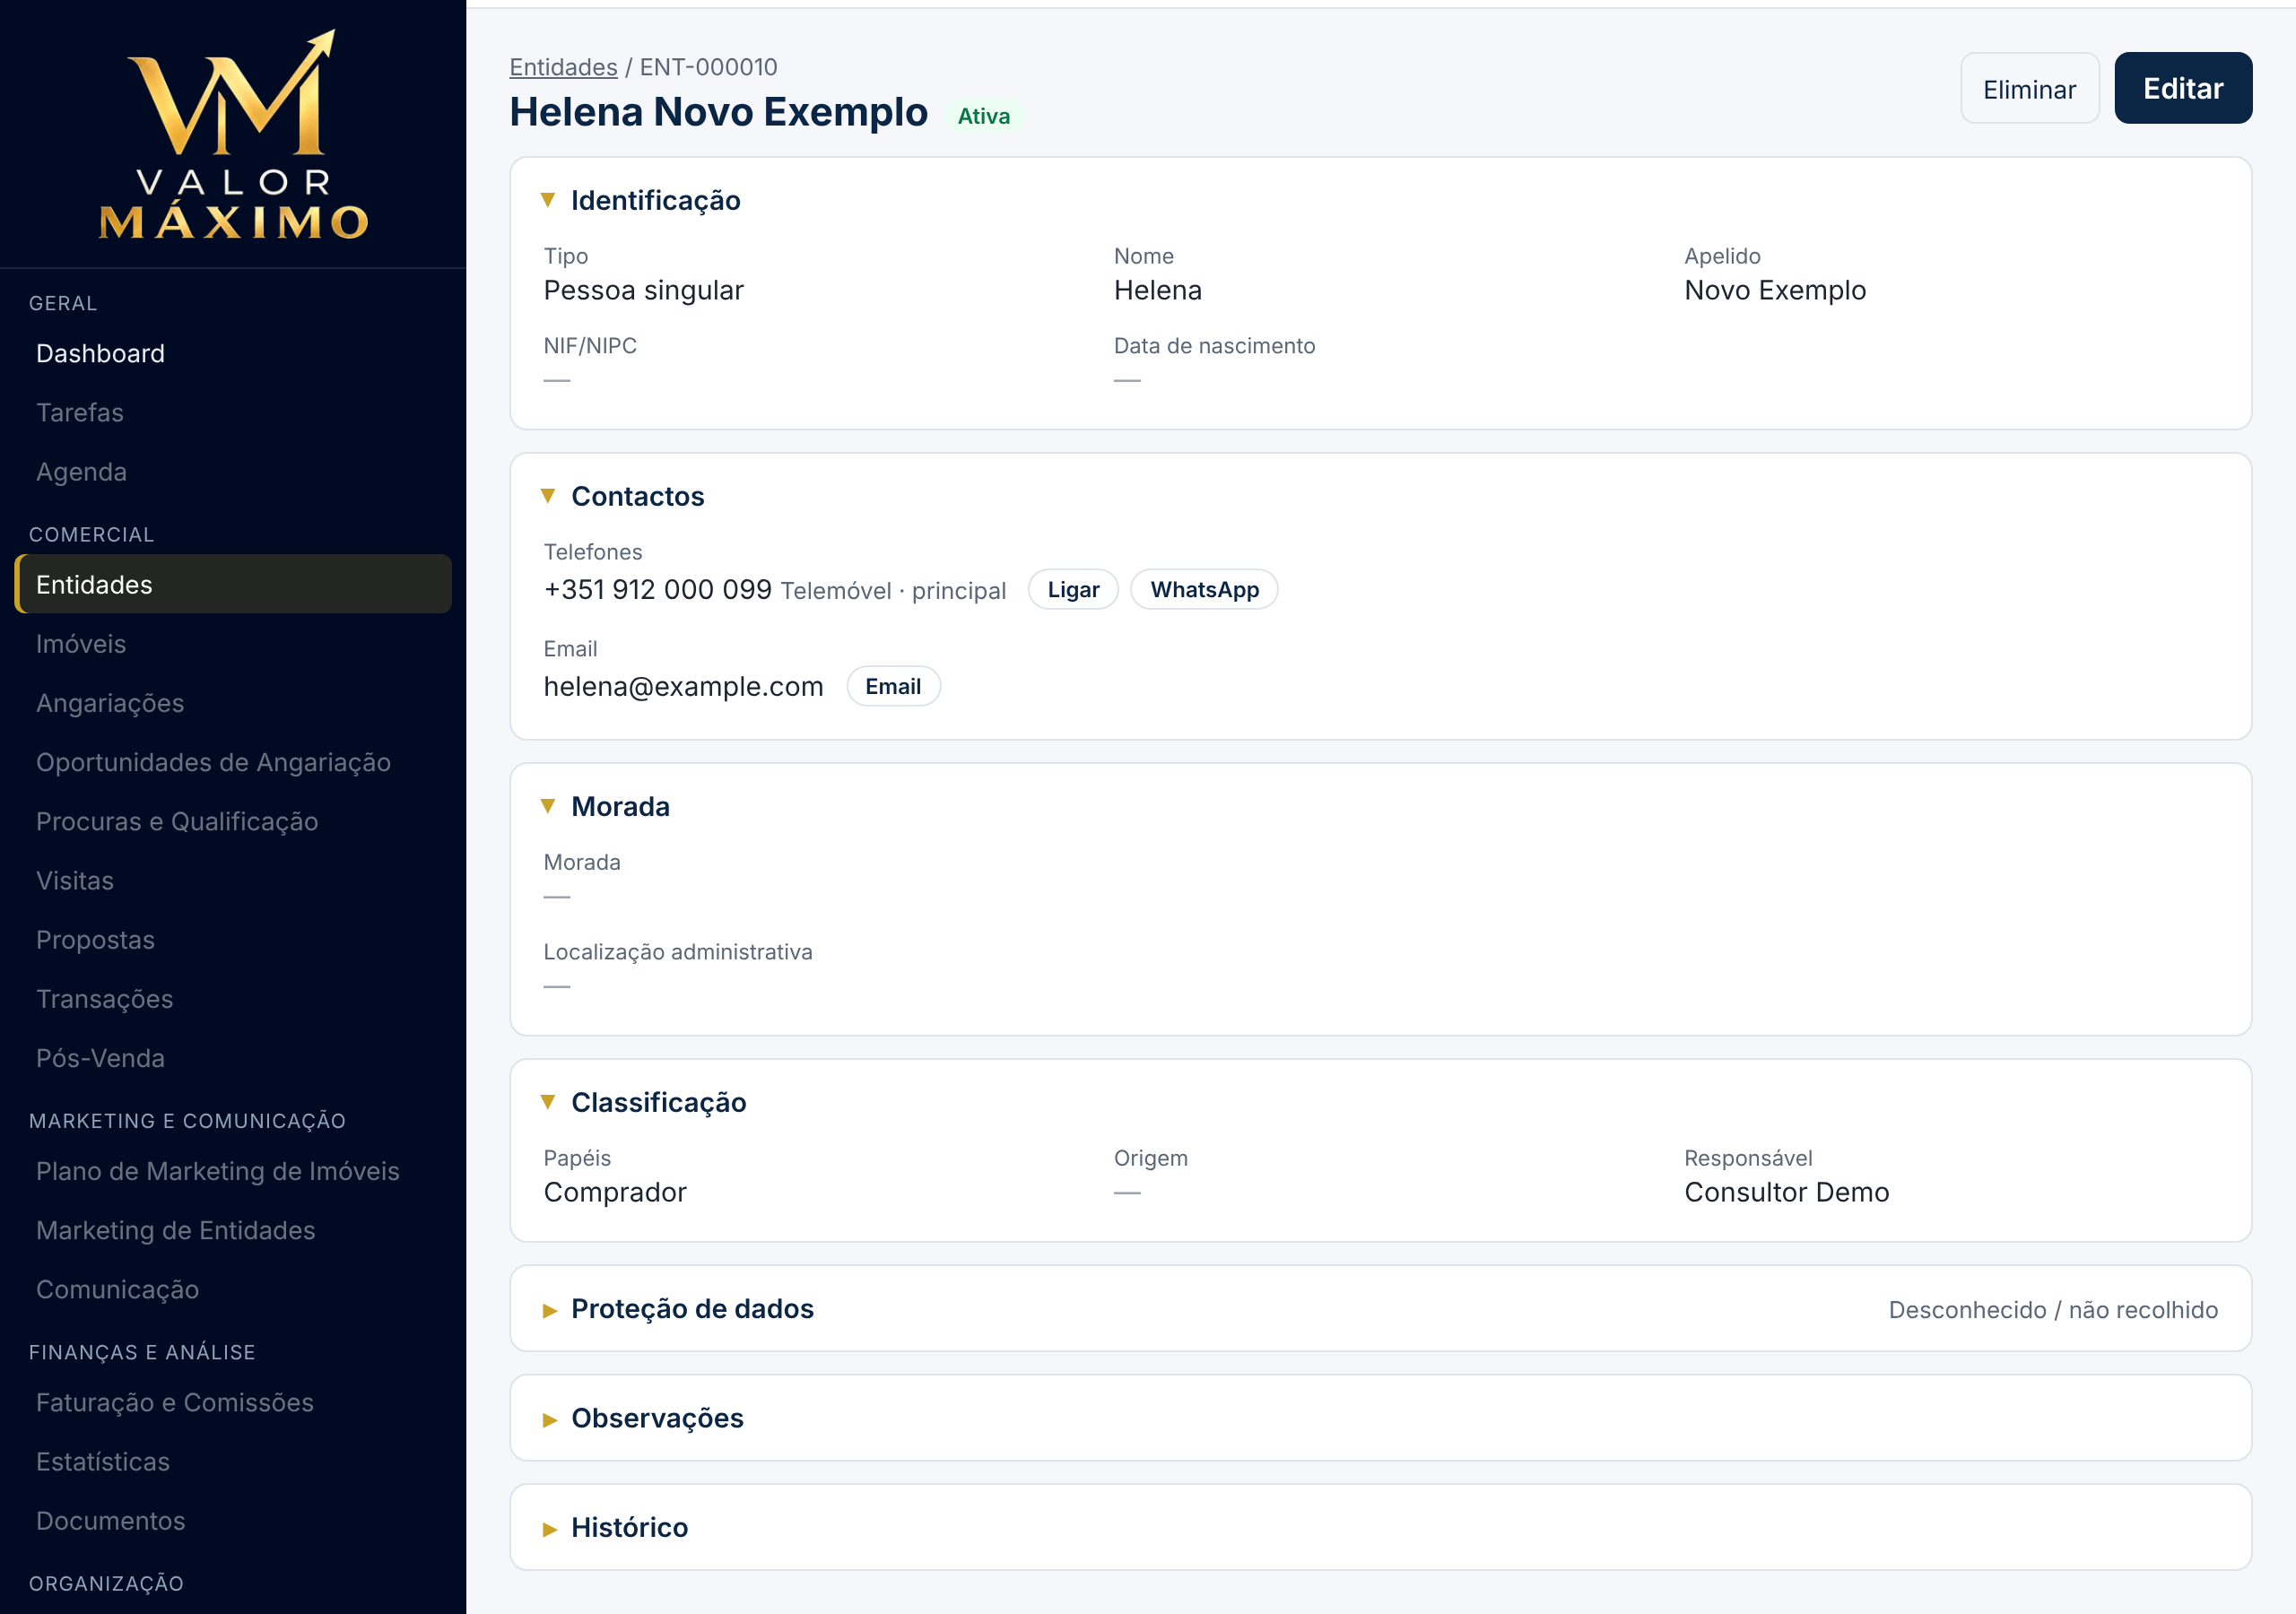 VM
VALOR
MÁXIMO
GERAL
Dashboard
Tarefas
Agenda
COMERCIAL
Entidades
Imóveis
Angariações
Oportunidades de Angariação
Procuras e Qualificação
Visitas
Propostas
Transações
Pós-Venda
MARKETING E COMUNICAÇÃO
Plano de Marketing de Imóveis
Marketing de Entidades
Comunicação
FINANÇAS E ANÁLISE
Faturação e Comissões
Estatísticas
Documentos
ORGANIZAÇÃO
Entidades / ENT-000010
Helena Novo Exemplo Ativa
Eliminar Editar
Identificação
Tipo Nome Apelido
Pessoa singular Helena Novo Exemplo
NIF/NIPC Data de nascimento
— —
Contactos
Telefones
+351 912 000 099 Telemóvel · principal Ligar WhatsApp
Email
helena@example.com Email
Morada
Morada
—
Localização administrativa
—
Classificação
Papéis Origem Responsável
Comprador — Consultor Demo
Proteção de dados Desconhecido / não recolhido
Observações
Histórico